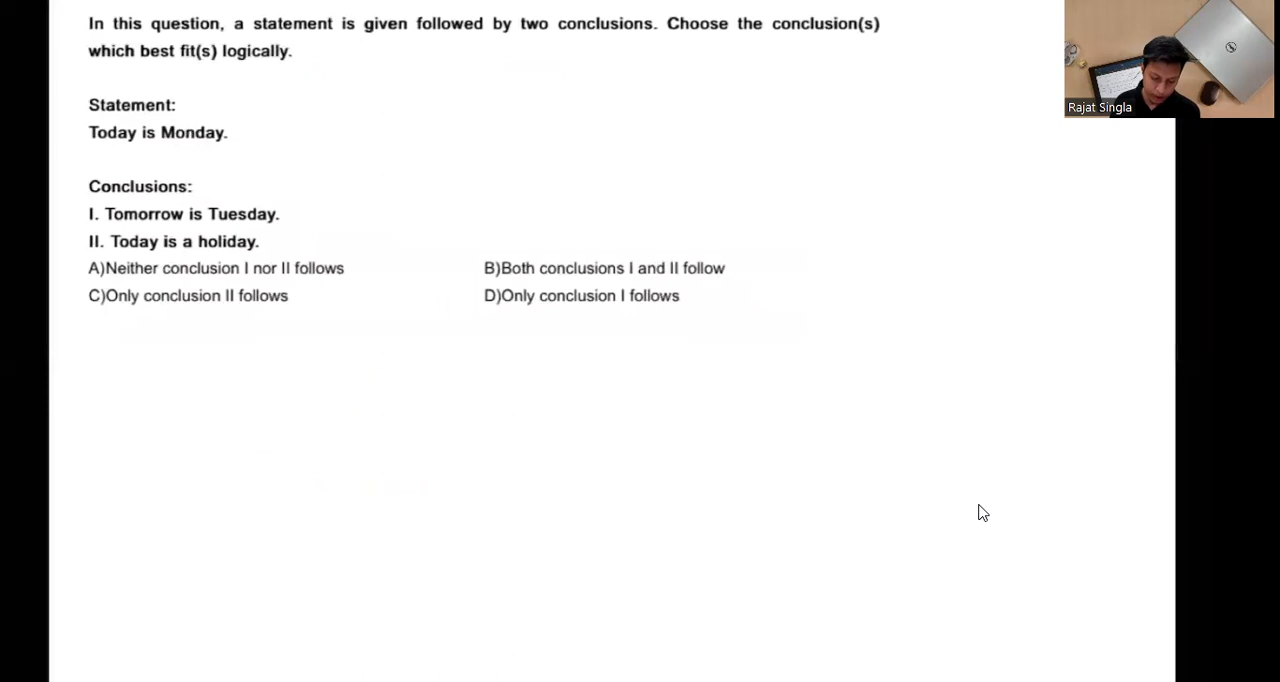 In this question, a statement is given followed by two conclusions. Choose the conclusion(s)
which best fit(s) logically.
Statement:
Today is Monday.
Conclusions:
I. Tomorrow is Tuesday.
II. Today is a holiday.
A)Neither conclusion I nor II follows
B)Both conclusions I and II follow
C)Only conclusion II follows
D)Only conclusion I follows
Rajat Singla